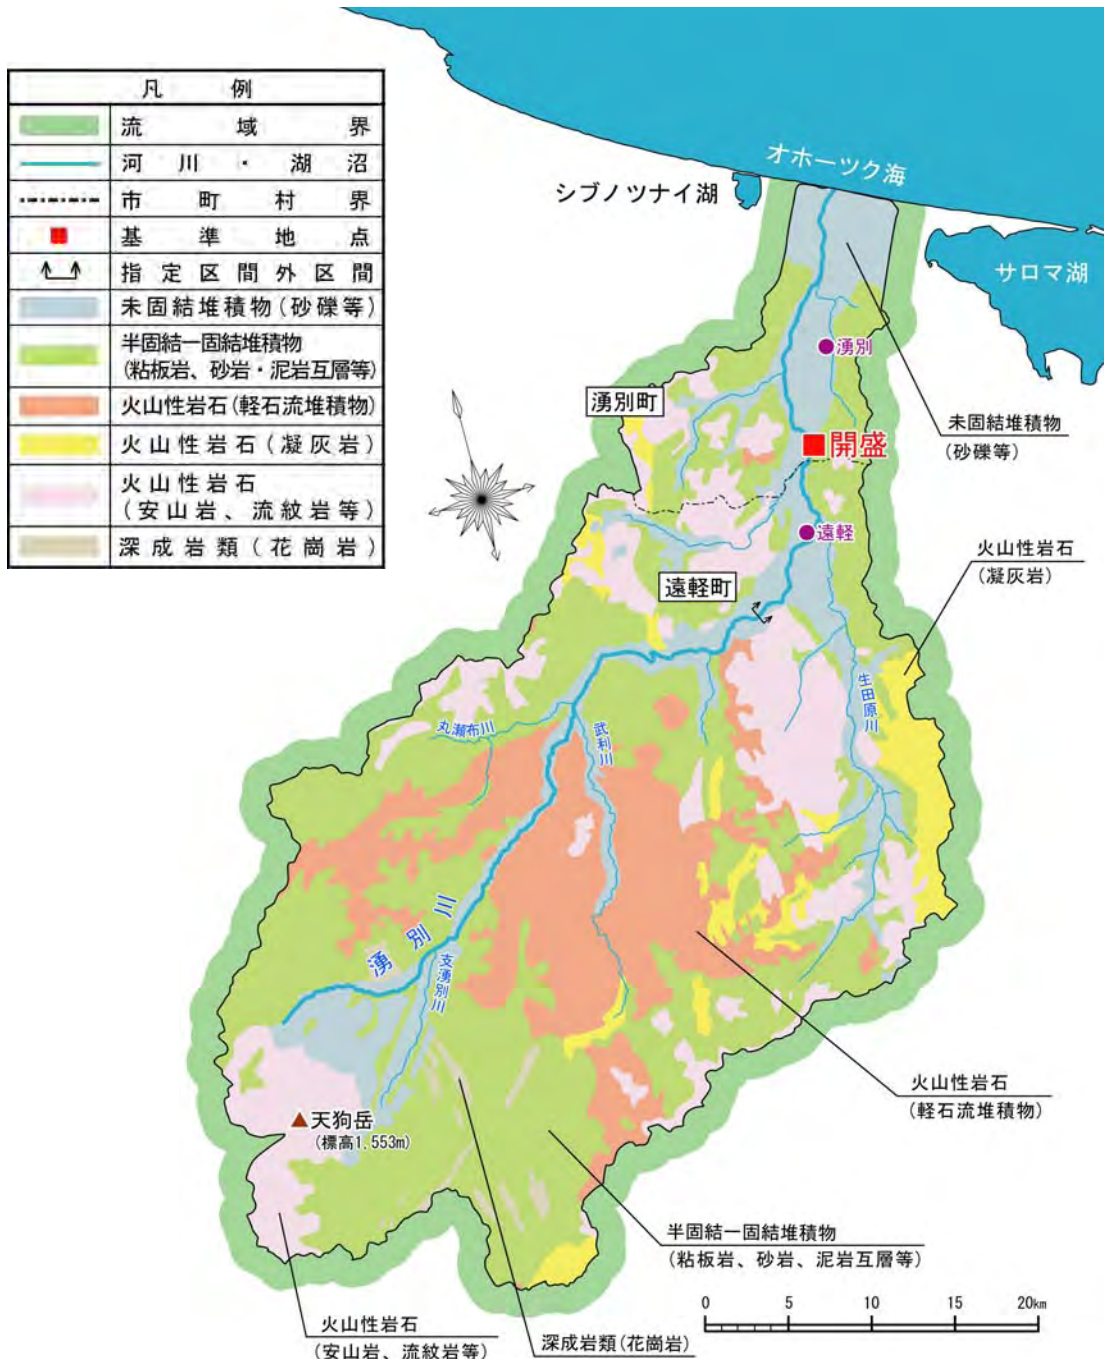 凡例
流域界
河川・湖沼
市町村界
基準地点
指定区間外区間
未固結堆積物(砂礫等)
半固結ー固結堆積物
(粘板岩、砂岩・泥岩互層等)
火山性岩石(軽石流堆積物)
火山性岩石(凝灰岩)
火山性岩石
(安山岩、流紋岩等)
深成岩類(花崗岩)
オホーツク海
シブノツナイ湖
サロマ湖
湧別
湧別町
未固結堆積物
(砂礫等)
開盛
遠軽
火山性岩石
(凝灰岩)
遠軽町
生田原川
丸瀬布川
武利川
湧別川
支湧別川
火山性岩石
(軽石流堆積物)
天狗岳
(標高1,553m)
半固結ー固結堆積物
(粘板岩、砂岩、泥岩互層等)
0 5 10 15 20km
火山性岩石
(安山岩、流紋岩等)
深成岩類(花崗岩)